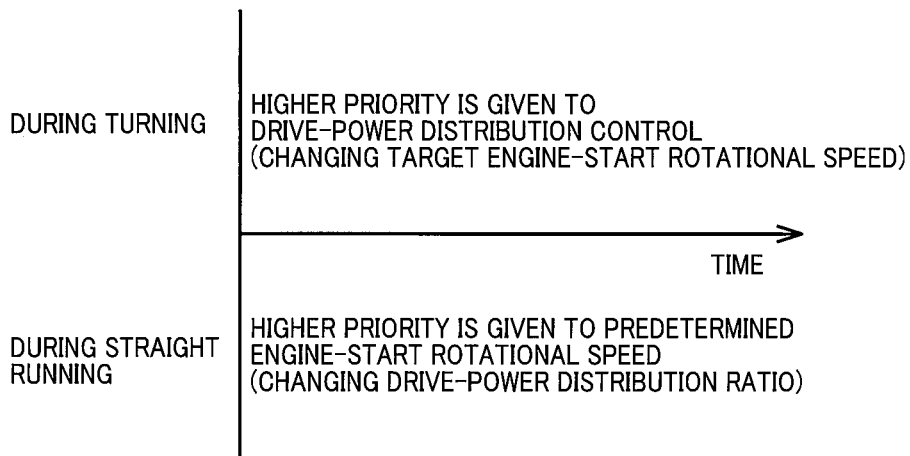 DURING TURNING
HIGHER PRIORITY IS GIVEN TO
DRIVE-POWER DISTRIBUTION CONTROL
(CHANGING TARGET ENGINE-START ROTATIONAL SPEED)
TIME
DURING STRAIGHT
RUNNING
HIGHER PRIORITY IS GIVEN TO PREDETERMINED
ENGINE-START ROTATIONAL SPEED
(CHANGING DRIVE-POWER DISTRIBUTION RATIO)